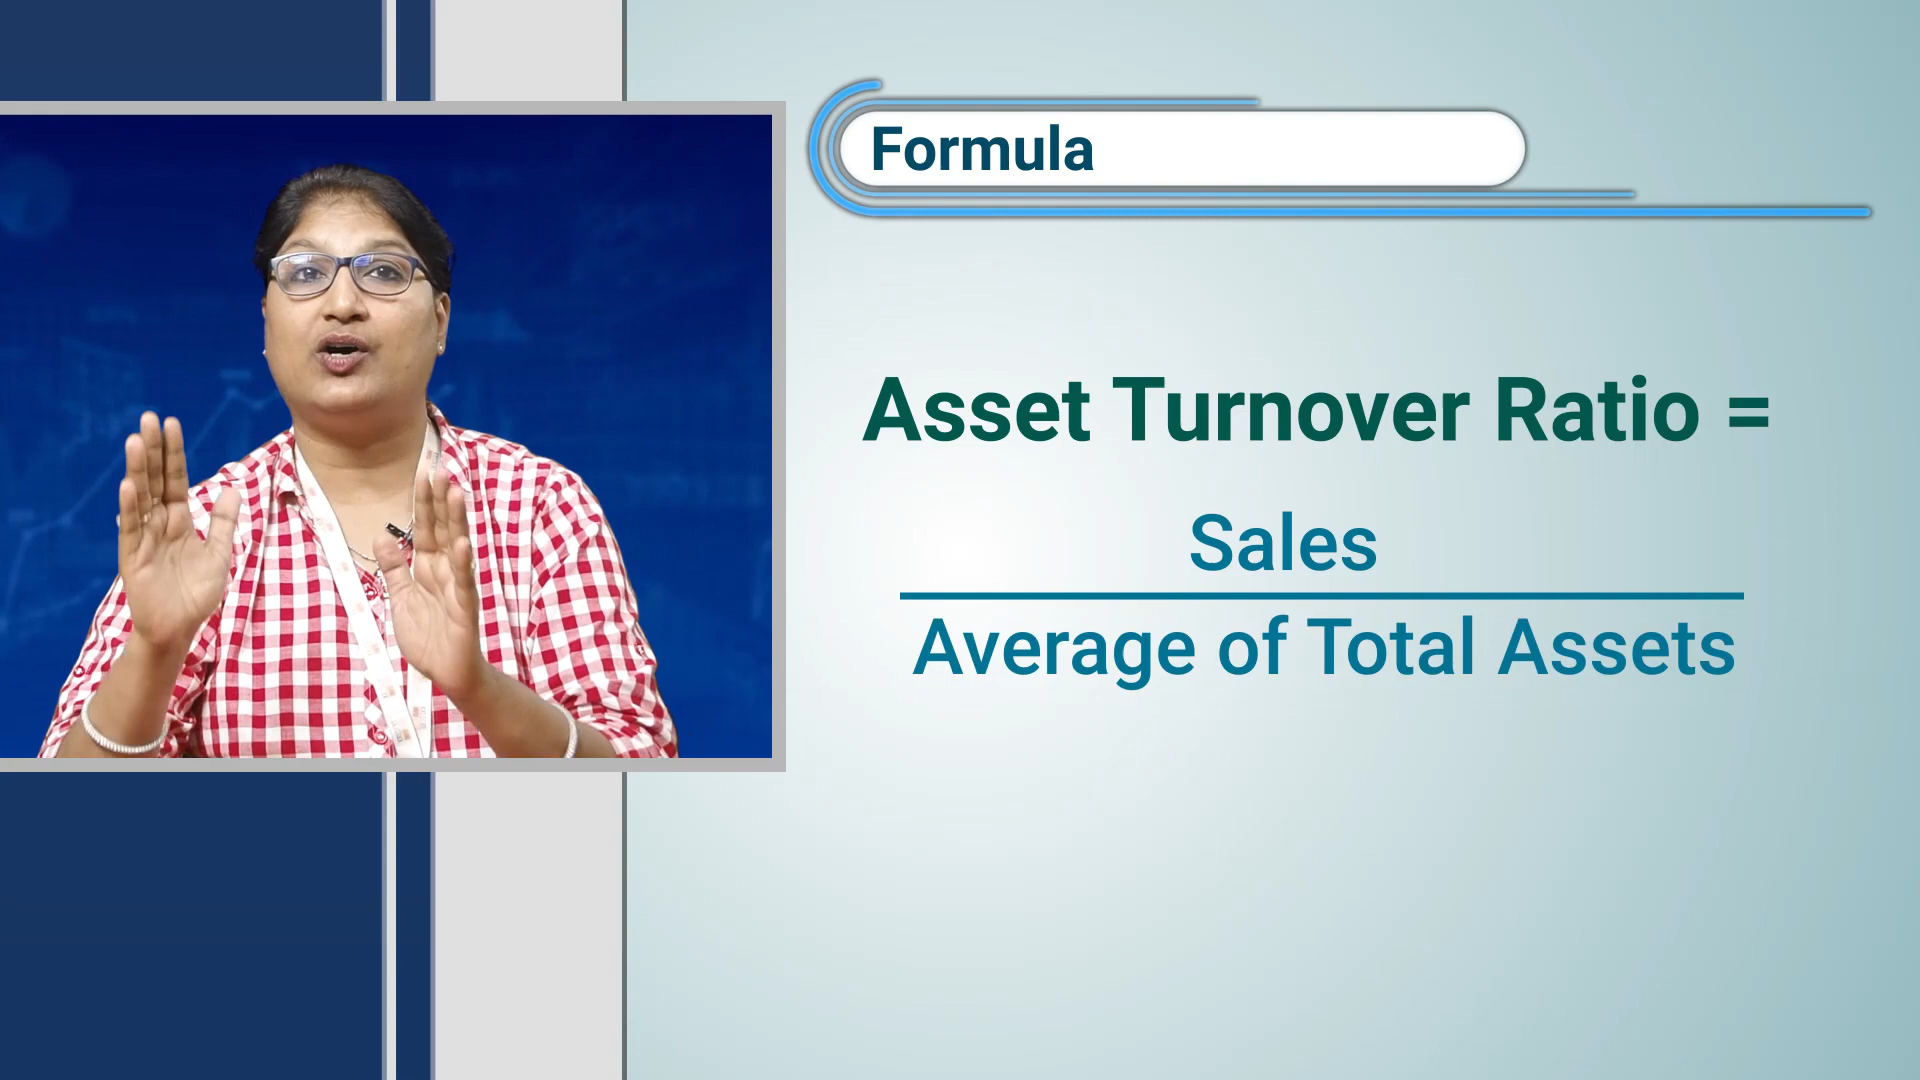 Formula
Asset Turnover Ratio =
Sales
Average of Total Assets